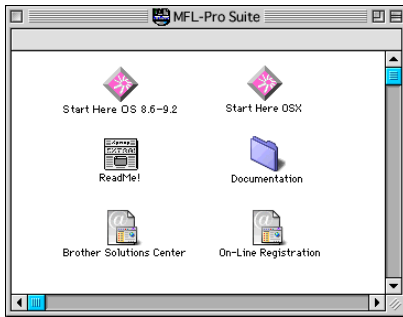 MFL-Pro Suite
Start Here OS 8.6-9.2
Start Here OSX
EXTRA!
ReadMe!
Documentation
Brother Solutions Center
On-Line Registration